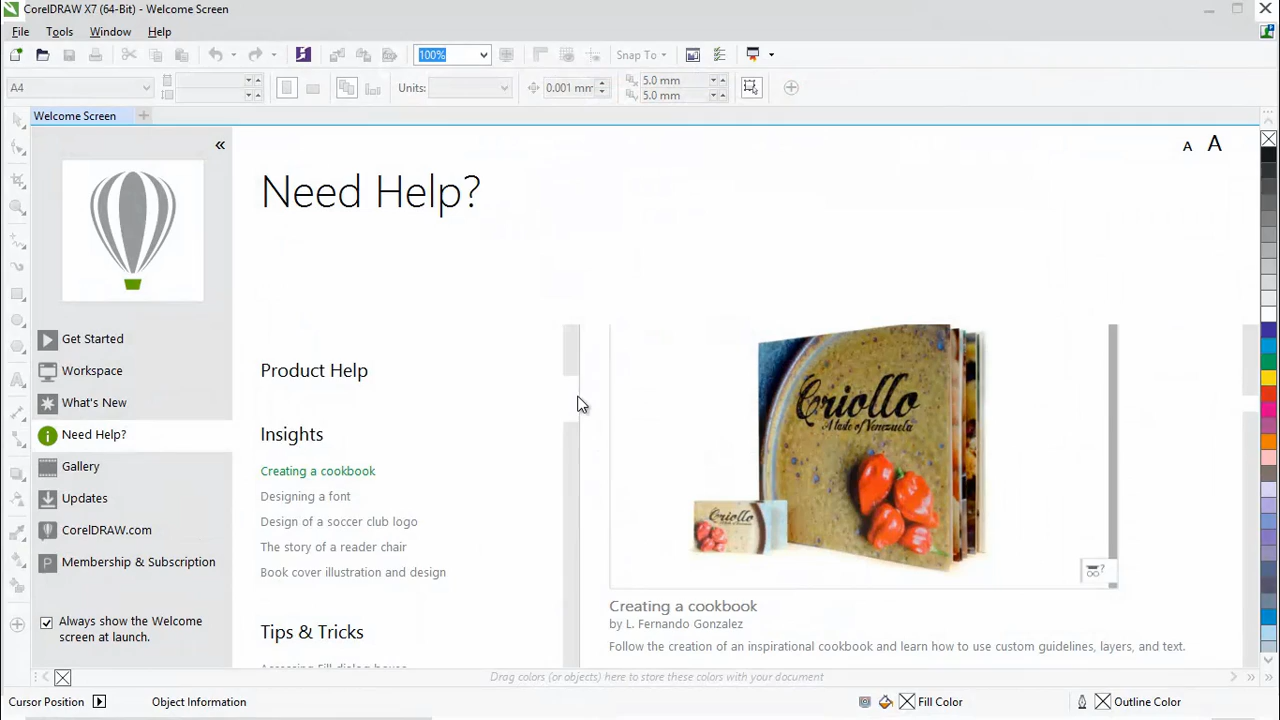 CorelDRAW X7 (64-Bit) - Welcome Screen
File Tools Window Help
100% Snap To
A4 Units: 0.001 mm 5.0 mm
5.0 mm
Welcome Screen
A A
Need Help?
Get Started
Workspace
What's New
Need Help?
Gallery
Updates
CorelDRAW.com
Membership & Subscription
Always show the Welcome
screen at launch.
Product Help
Insights
Creating a cookbook
Designing a font
Design of a soccer club logo
The story of a reader chair
Book cover illustration and design
Tips & Tricks
Criollo
A taste of Venezuela
Criollo
Creating a cookbook
by L. Fernando Gonzalez
Follow the creation of an inspirational cookbook and learn how to use custom guidelines, layers, and text.
Drag colors (or objects) here to store these colors with your document
Cursor Position Object Information Fill Color Outline Color